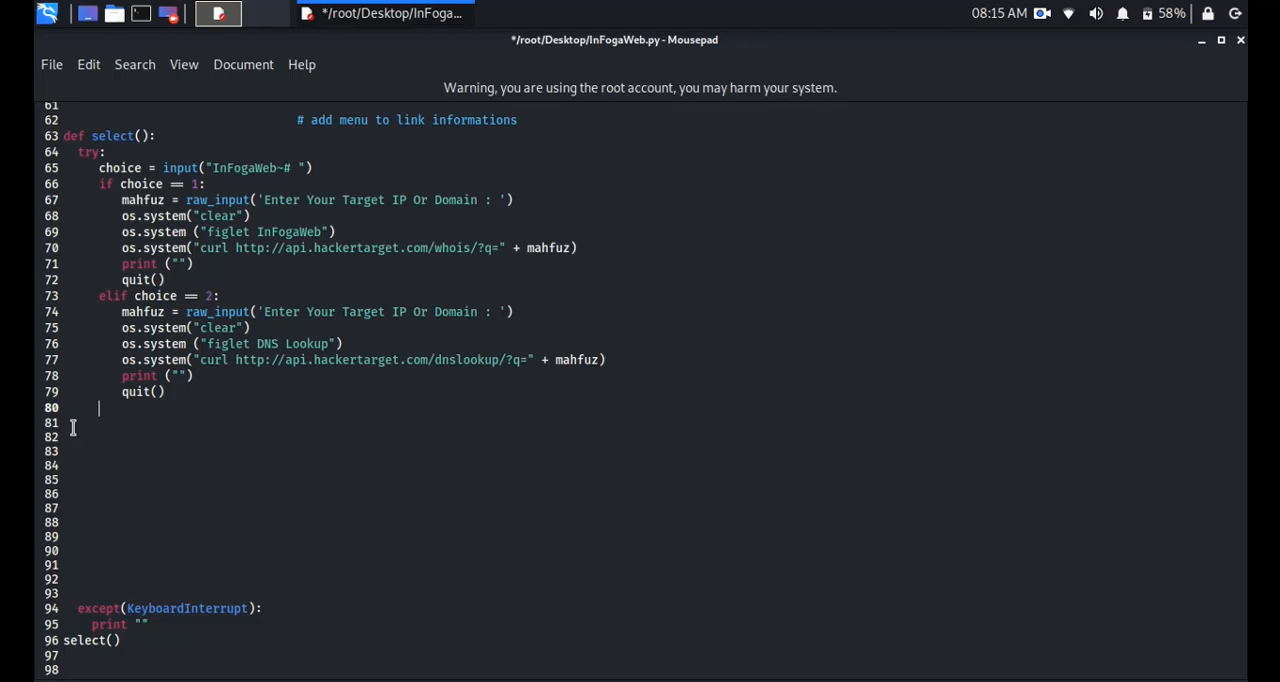 */root/Desktop/InFoga...
08:15 AM
58%
*/root/Desktop/InFogaWeb.py - Mousepad
File Edit Search View Document Help
Warning, you are using the root account, you may harm your system.
61
62 # add menu to link informations
63 def select():
64 try:
65 choice = input("InFogaWeb~# ")
66 if choice == 1:
67 mahfuz = raw_input('Enter Your Target IP Or Domain : ')
68 os.system("clear")
69 os.system ("figlet InFogaWeb")
70 os.system("curl http://api.hackertarget.com/whois/?q=" + mahfuz)
71 print ("")
72 quit()
73 elif choice == 2:
74 mahfuz = raw_input('Enter Your Target IP Or Domain : ')
75 os.system("clear")
76 os.system ("figlet DNS Lookup")
77 os.system("curl http://api.hackertarget.com/dnslookup/?q=" + mahfuz)
78 print ("")
79 quit()
80
81
82
83
84
85
86
87
88
89
90
91
92
93
94 except(KeyboardInterrupt):
95 print ""
96 select()
97
98